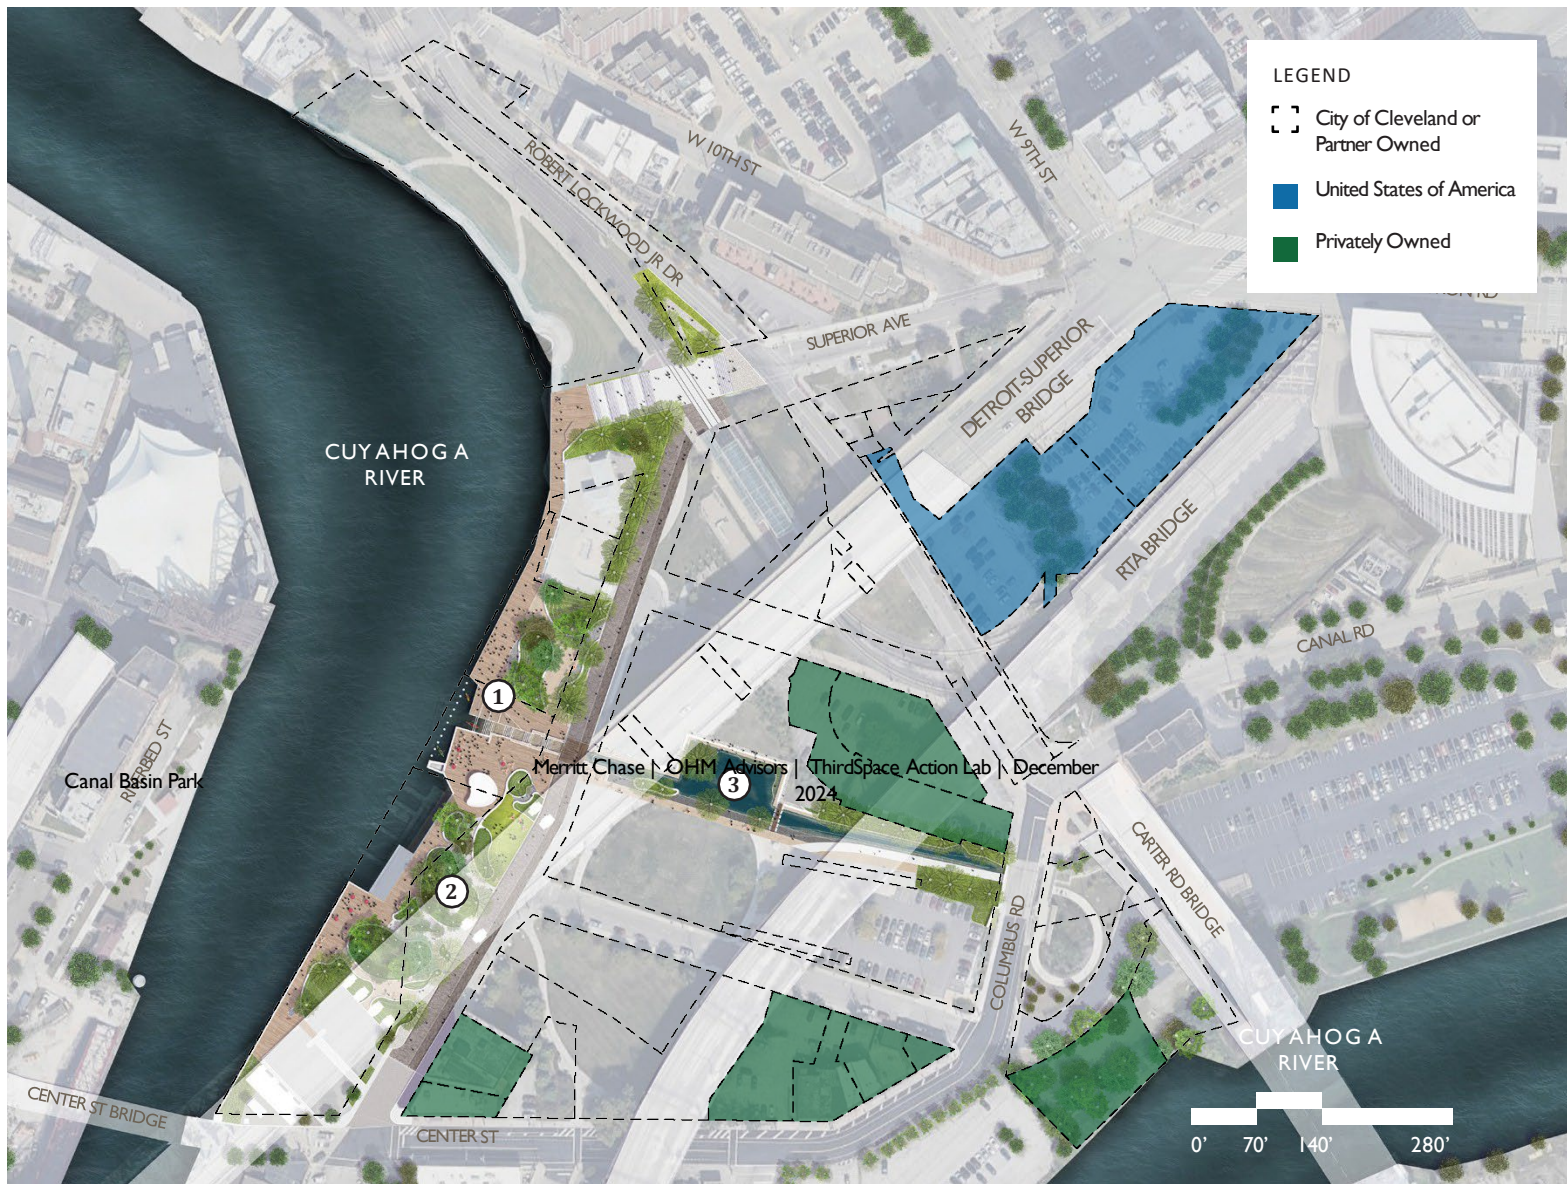 LEGEND
City of Cleveland or
Partner Owned
United States of America
Privately Owned
ROBERT LOCKWOOD JR DR
W 10TH ST
W 9TH ST
SUPERIOR AVE
DETROIT-SUPERIOR
BRIDGE
CUYAHOGA
RIVER
RTA BRIDGE
CANAL RD
1
Canal Basin Park
Merritt Chase | OHM Advisors | ThirdSpace Action Lab | December
2024
3
2
CARTER RD BRIDGE
COLUMBUS RD
CUYAHOGA
RIVER
CENTER ST BRIDGE
CENTER ST
0' 70' 140' 280'